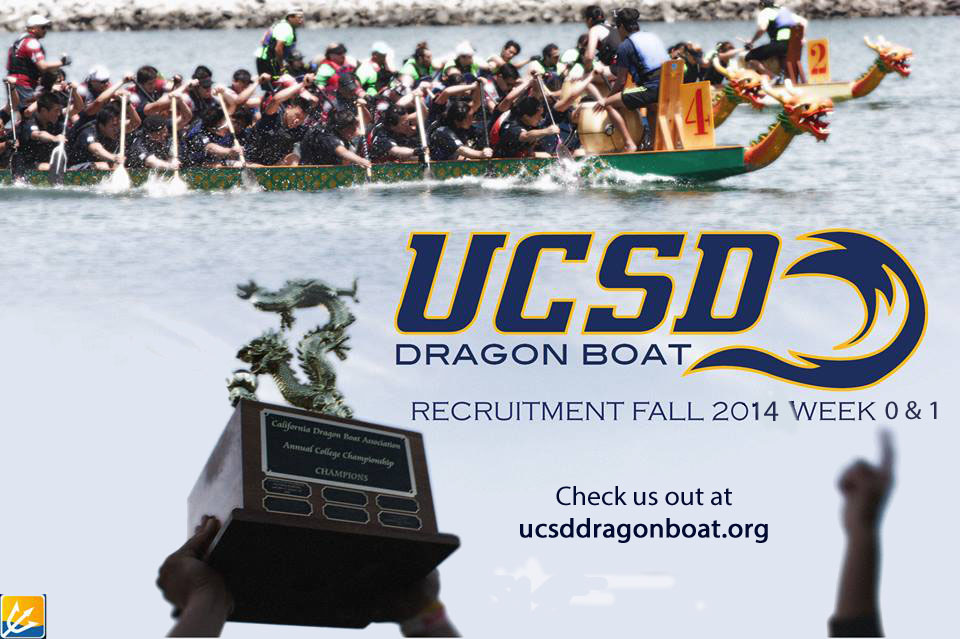 2
4
UCSD
DRAGON BOAT
RECRUITMENT FALL 2014 WEEK 0 & 1
California Dragon Boat Association
Annual College Championship
CHAMPIONS
Check us out at
ucsddragonboat.org